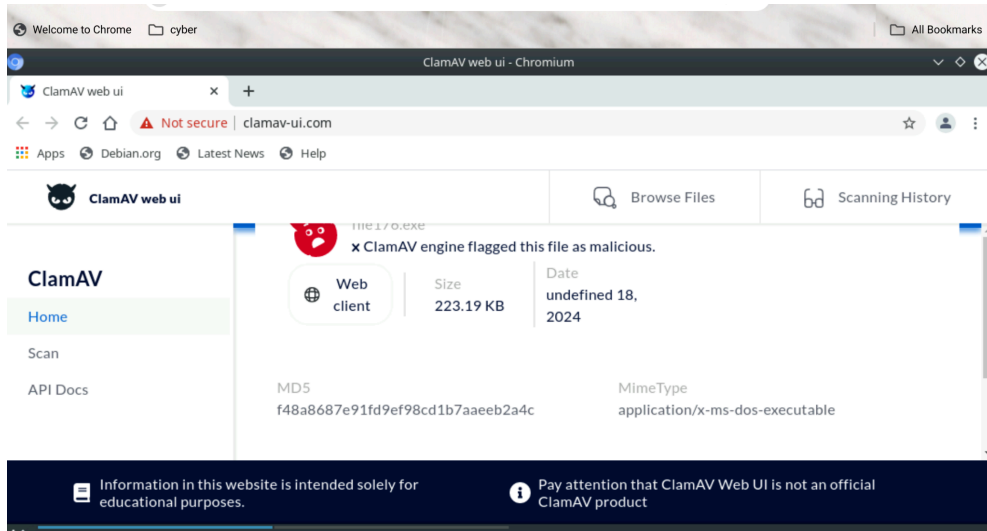 Welcome to Chrome cyber All Bookmarks
ClamAV web ui - Chromium
ClamAV web ui
Not secure clamav-ui.com
Apps Debian.org Latest News Help
ClamAV web ui Browse Files Scanning History
file176.exe
x ClamAV engine flagged this file as malicious.
ClamAV
Home
Scan
API Docs
Web
client
Size
223.19 KB
Date
undefined 18,
2024
MD5
f48a8687e91fd9ef98cd1b7aaeeb2a4c
MimeType
application/x-ms-dos-executable
Information in this website is intended solely for
educational purposes.
Pay attention that ClamAV Web UI is not an official
ClamAV product